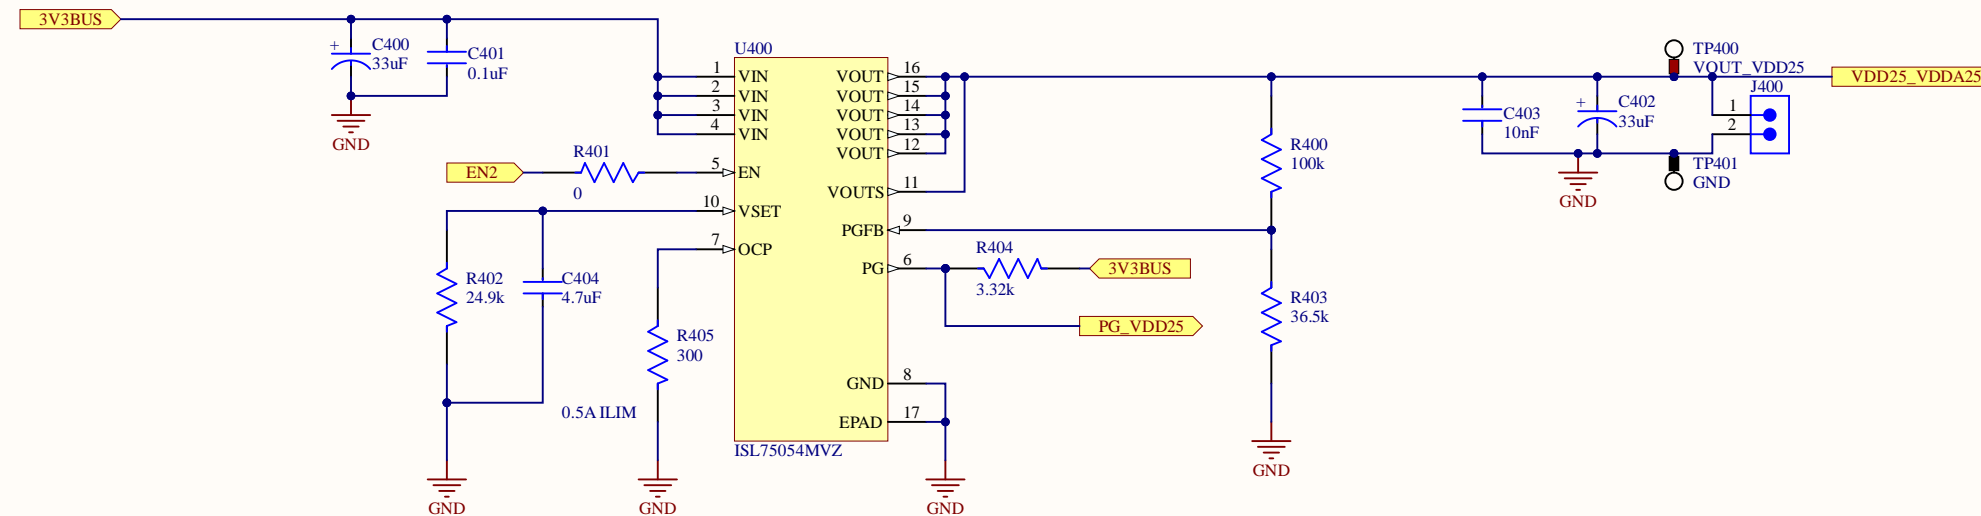 3V3BUS
+
C400
33uF
C401
0.1uF
GND
U400
1
VIN
2
VIN
3
VIN
4
VIN
EN2
R401
0
5
EN
10
VSET
7
OCP
R402
24.9k
C404
4.7uF
R405
300
0.5A ILIM
GND
GND
VOUT
16
VOUT
15
VOUT
14
VOUT
13
VOUT
12
VOUTS
11
PGFB
9
PG
6
R404
3.32k
3V3BUS
PG_VDD25
GND
8
EPAD
17
ISL75054MVZ
GND
R400
100k
R403
36.5k
GND
C403
10nF
+
C402
33uF
GND
TP400
VOUT_VDD25
J400
1
2
TP401
GND
VDD25_VDDA25